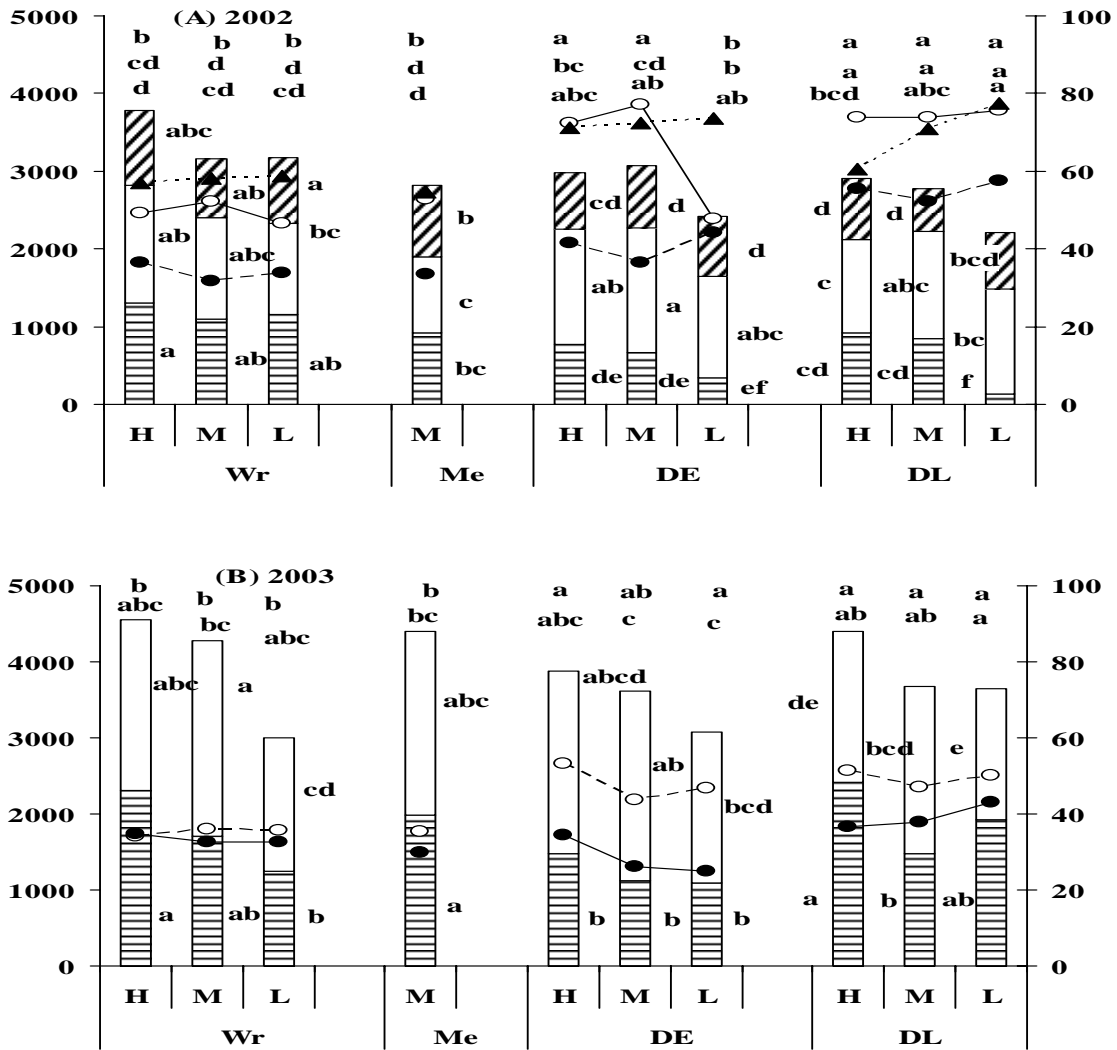 5000 (A) 2002 100
b b b b a a b a a a
cd d d d bc cd b a a a
d cd cd d abc ab ab bcd abc a
4000 80
abc
3000 60
ab a b cd d d d d bcd
bc
2000 40
ab abc c ab a abc c abc
1000 20
a ab ab bc de de ef cd cd bc f
0 0
H M L M H M L H M L
Wr Me DE DL
(B) 2003
5000 100
b b b b a ab a a a a
abc bc abc bc abc c c ab ab a
4000 80
abc a abc abcd de
3000 60
cd ab bcd bcd e
2000 40
1000 20
a ab b a b b b a b ab
0 0
H M L M H M L H M L
Wr Me DE DL